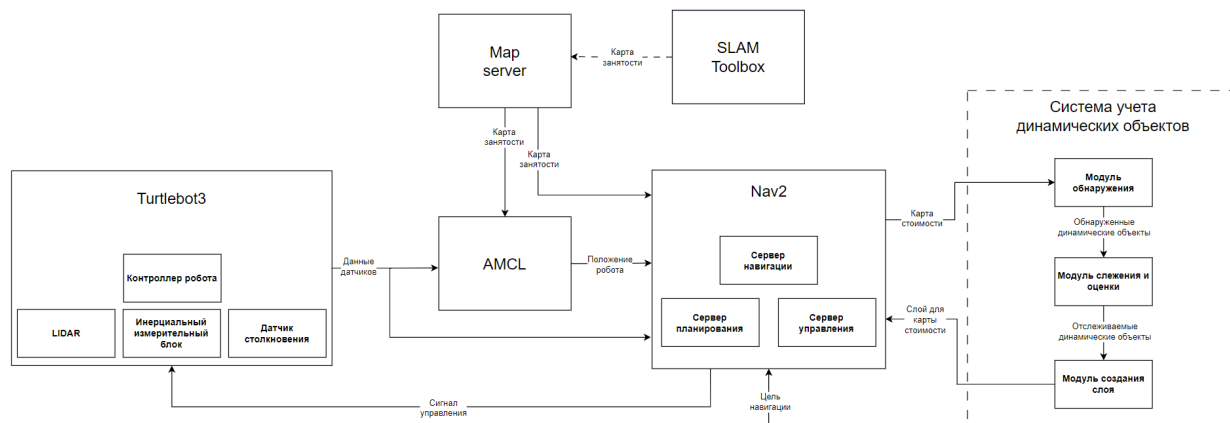 Map
server
Карта
занятости
SLAM
Toolbox
Система учета
динамических объектов
Карта
занятости
Карта
занятости
Turtlebot3
Контроллер робота
LIDAR
Инерциальный
измерительный
блок
Датчик
столкновения
Данные
датчиков
AMCL
Положение
робота
Nav2
Сервер
навигации
Сервер
планирования
Сервер
управления
Карта
стоимости
Слой для
карты
стоимости
Модуль
обнаружения
Обнаруженные
динамические объекты
Модуль слежения и
оценки
Отслеживаемые
динамические объекты
Модуль создания
слоя
Сигнал
управления
Цель
навигации